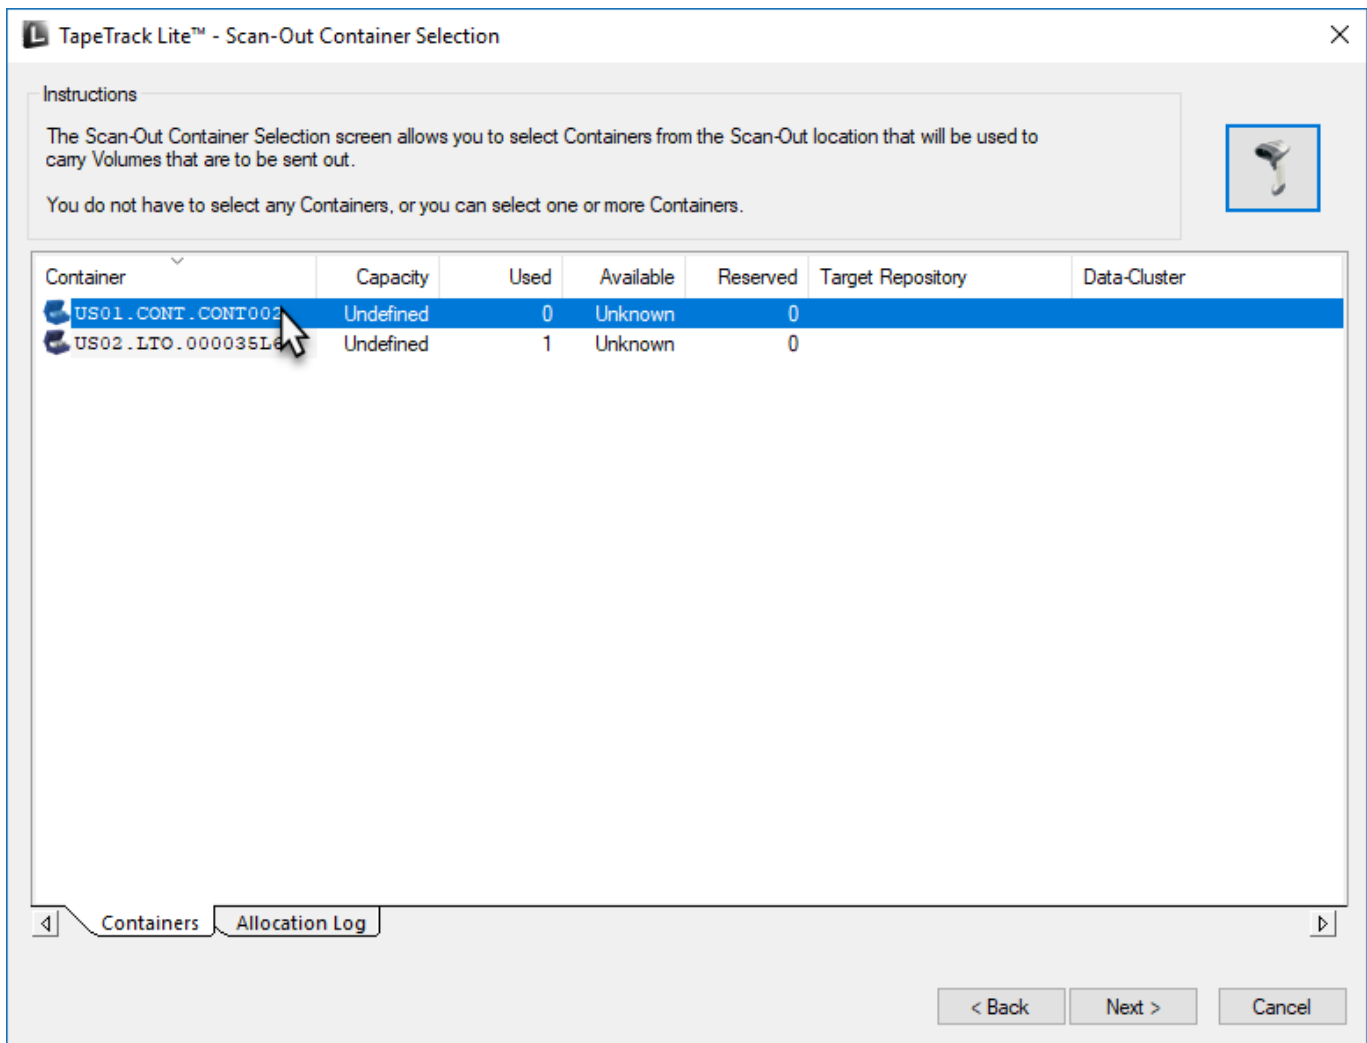 TapeTrack Lite™ - Scan-Out Container Selection
Instructions
The Scan-Out Container Selection screen allows you to select Containers from the Scan-Out location that will be used to
carry Volumes that are to be sent out.
You do not have to select any Containers, or you can select one or more Containers.
Container Capacity Used Available Reserved Target Repository Data-Cluster
US01.CONT.CONT002 Undefined 0 Unknown 0
Undefined 1 Unknown 0
Containers Allocation Log
< Back Next > Cancel